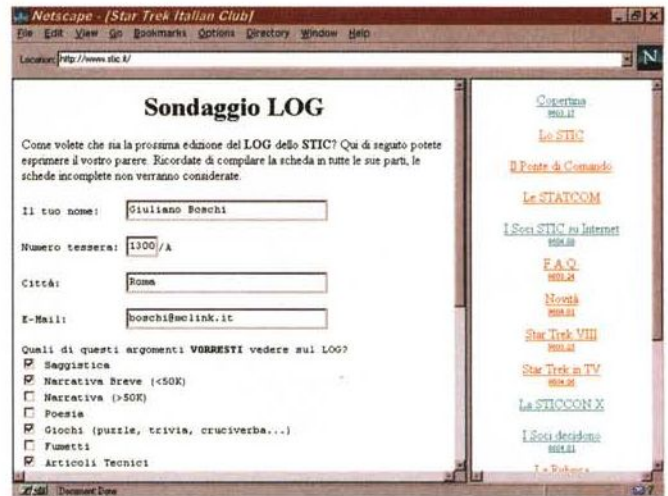 Netscape - [Star Trek Italian Club]
File Edit View Go Bookmarks Options Directory Window Help
Location: http://www.stic.it/
N
Sondaggio LOG
Come volete che sia la prossima edizione del LOG dello STIC? Qui di seguito potete
esprimere il vostro parere. Ricordate di compilare la scheda in tutte le sue parti, le
schede incomplete non verranno considerate.
Il tuo nome: Giuliano Boschi
Numero tessera: 1300 /A
Città: Roma
E-Mail: boschi@mclink.it
Quali di questi argomenti VORRESTI vedere sul LOG?
Saggistica
Narrativa Breve (<50K)
Narrativa (>50K)
Poesia
Giochi (puzzle, trivia, cruciverba...)
Fumetti
Articoli Tecnici
Copertina
Lo STIC
Il Ponte di Comando
Le STATCOM
I Soci STIC su Internet
F.A.Q.
Novità
Star Trek VIII
Star Trek in TV
La STICCON X
I Soci decidono
Document Done